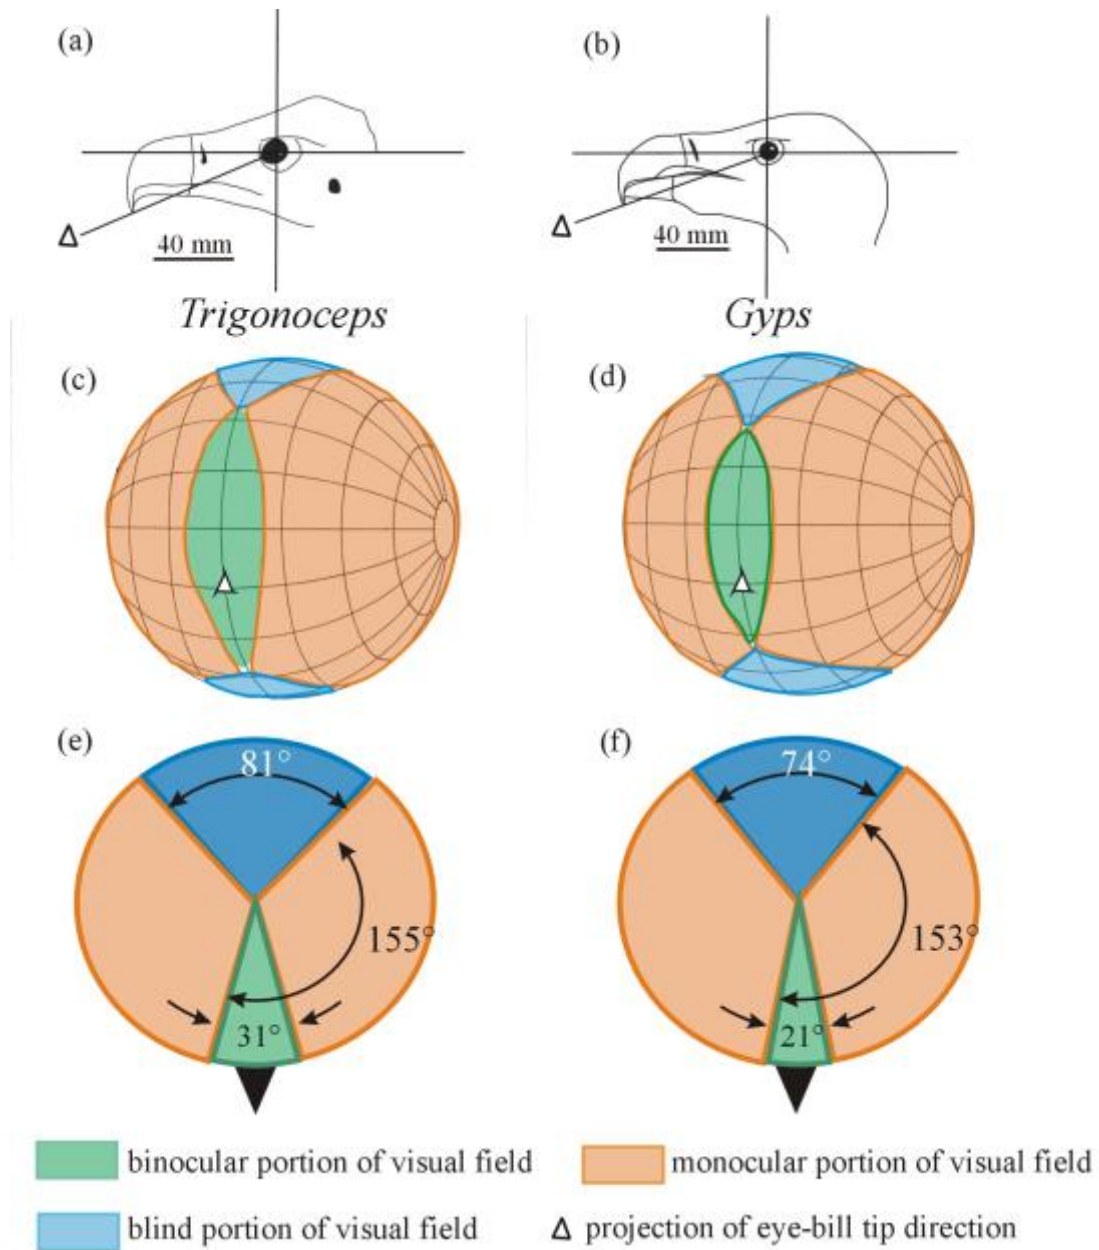 (a)
(b)
Δ
40 mm
Δ
40 mm
Trigonoceps
Gyps
(c)
(d)
(e)
(f)
81°
74°
155°
153°
31°
21°
binocular portion of visual field
monocular portion of visual field
blind portion of visual field
Δ projection of eye-bill tip direction